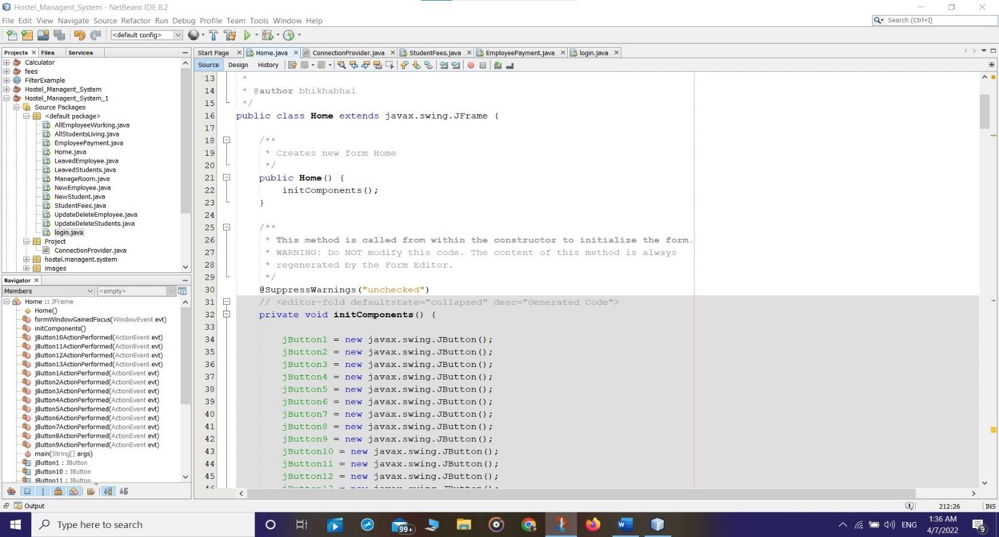 Hostel_Managent_System - NetBeans IDE 8.2
File Edit View Navigate Source Refactor Run Debug Profile Team Tools Window Help
Search (Ctrl+I)
<default config>
Projects Files Services
Calculator
fees
FilterExample
Hostel_Managent_System
Hostel_Managent_System_1
Source Packages
<default package>
AllEmployeeWorking.java
AllStudentsLiving.java
EmployeePayment.java
Home.java
LeavedEmployee.java
LeavedStudents.java
ManageRoom.java
NewEmployee.java
NewStudent.java
StudentFees.java
UpdateDeleteEmployee.java
UpdateDeleteStudents.java
login.java
Project
ConnectionProvider.java
hostel.managent.system
images
Navigator
Members <empty>
Home :: JFrame
Home()
formWindowGainedFocus(WindowEvent evt)
initComponents()
jButton10ActionPerformed(ActionEvent evt)
jButton11ActionPerformed(ActionEvent evt)
jButton12ActionPerformed(ActionEvent evt)
jButton13ActionPerformed(ActionEvent evt)
jButton1ActionPerformed(ActionEvent evt)
jButton2ActionPerformed(ActionEvent evt)
jButton3ActionPerformed(ActionEvent evt)
jButton4ActionPerformed(ActionEvent evt)
jButton5ActionPerformed(ActionEvent evt)
jButton6ActionPerformed(ActionEvent evt)
jButton7ActionPerformed(ActionEvent evt)
jButton8ActionPerformed(ActionEvent evt)
jButton9ActionPerformed(ActionEvent evt)
main(String[] args)
jButton1 : JButton
jButton10 : JButton
jButton11 : JButton
Start Page Home.java ConnectionProvider.java StudentFees.java EmployeePayment.java login.java
Source Design History
13 *
14 * @author bhikhabhai
15 */
16 public class Home extends javax.swing.JFrame {
17
18 /**
19 * Creates new form Home
20 */
21 public Home() {
22 initComponents();
23 }
24
25 /**
26 * This method is called from within the constructor to initialize the form.
27 * WARNING: Do NOT modify this code. The content of this method is always
28 * regenerated by the Form Editor.
29 */
30 @SuppressWarnings("unchecked")
31 // <editor-fold defaultstate="collapsed" desc="Generated Code">
32 private void initComponents() {
33
34 jButton1 = new javax.swing.JButton();
35 jButton2 = new javax.swing.JButton();
36 jButton3 = new javax.swing.JButton();
37 jButton4 = new javax.swing.JButton();
38 jButton5 = new javax.swing.JButton();
39 jButton6 = new javax.swing.JButton();
40 jButton7 = new javax.swing.JButton();
41 jButton8 = new javax.swing.JButton();
42 jButton9 = new javax.swing.JButton();
43 jButton10 = new javax.swing.JButton();
44 jButton11 = new javax.swing.JButton();
45 jButton12 = new javax.swing.JButton();
Output
212:26 INS
Type here to search
99+
W
ENG
1:36 AM
4/7/2022
9